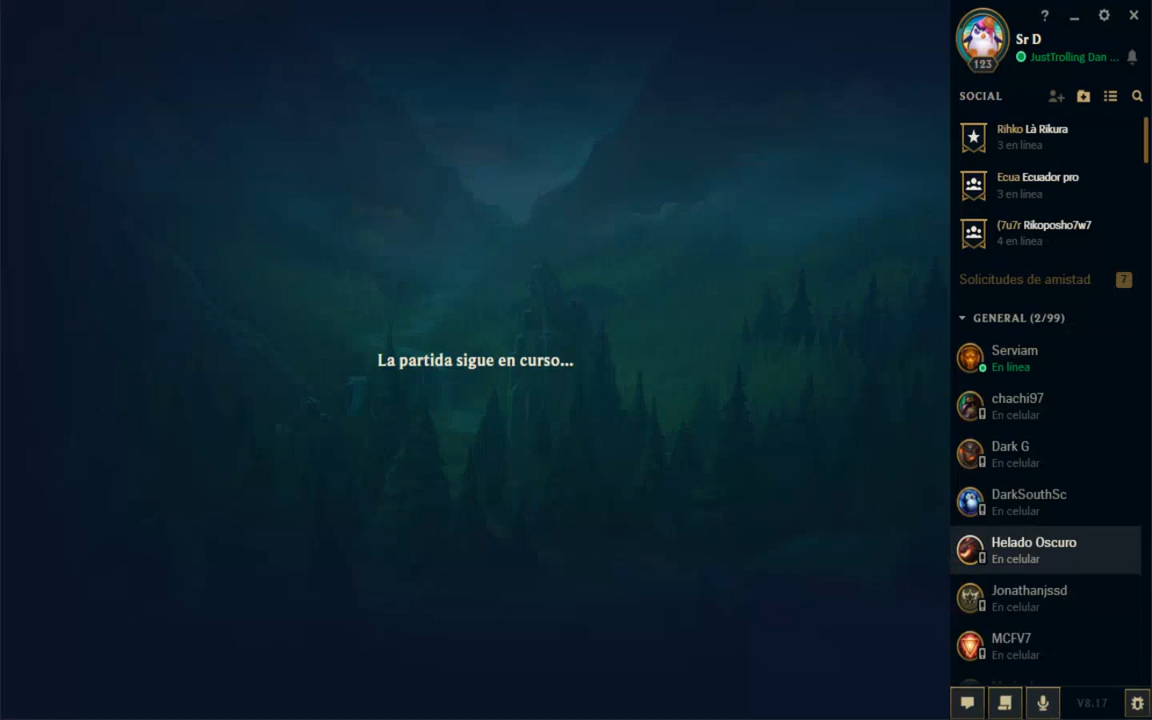 ?
Sr D
123
JustTrolling Dan ...
SOCIAL
Rihko Là Rikura
3 en línea
Ecua Ecuador pro
3 en línea
(7u7r Rikoposho7w7
4 en línea
Solicitudes de amistad 7
GENERAL (2/99)
Serviam
En línea
La partida sigue en curso...
chachi97
En celular
Dark G
En celular
DarkSouthSc
En celular
Helado Oscuro
En celular
Jonathanjssd
En celular
MCFV7
En celular
V8.17